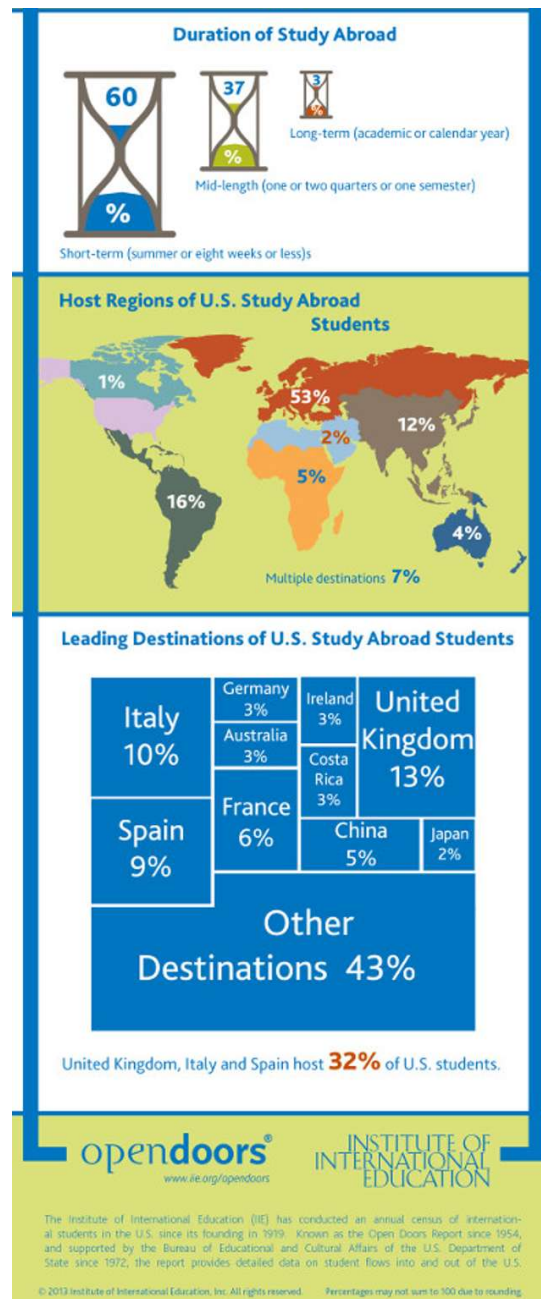 Duration of Study Abroad
60
%
37
%
3
%
Long-term (academic or calendar year)
Mid-length (one or two quarters or one semester)
Short-term (summer or eight weeks or less)s
Host Regions of U.S. Study Abroad
Students
1%
53%
12%
2%
5%
16%
4%
Multiple destinations 7%
Leading Destinations of U.S. Study Abroad Students
Italy
10%
Germany
3%
Ireland
3%
United
Kingdom
13%
Australia
3%
Costa
Rica
3%
Spain
9%
France
6%
China
5%
Japan
2%
Other
Destinations 43%
United Kingdom, Italy and Spain host 32% of U.S. students.
opendoors®
www.iie.org/opendoors
INSTITUTE OF
INTERNATIONAL
EDUCATION
The Institute of International Education (IIE) has conducted an annual census of internation-
al students in the U.S. since its founding in 1919. Known as the Open Doors Report since 1954,
and supported by the Bureau of Educational and Cultural Affairs of the U.S. Department of
State since 1972, the report provides detailed data on student flows into and out of the U.S.
© 2013 Institute of International Education, Inc. All rights reserved. Percentages may not sum to 100 due to rounding